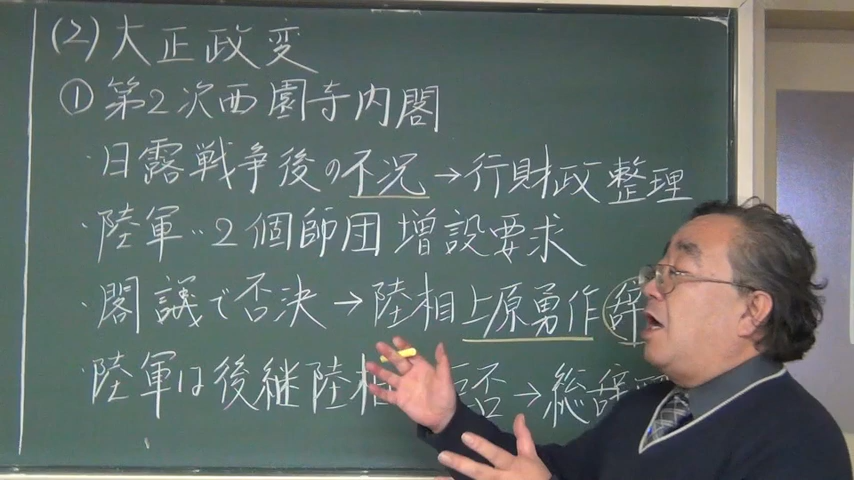 (2) 大正政変
① 第2次西園寺内閣
・日露戦争後の不況→行財政整理
・陸軍‥2個師団増設要求
・閣議で否決→陸相上原勇作辞
・陸軍は後継陸相 否→総辞